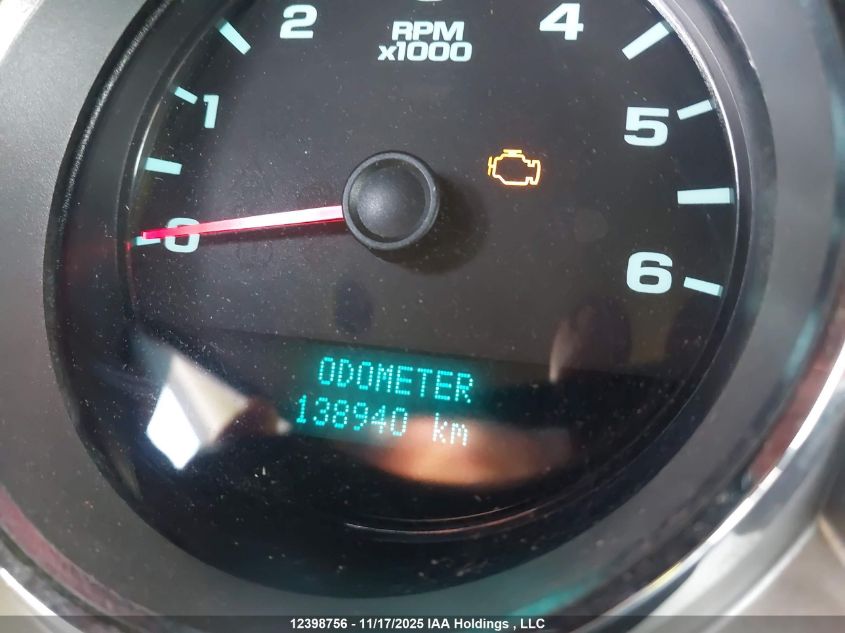 2
4
RPM
x1000
1
5
0
6
ODOMETER
138940 km
12398756 - 11/17/2025 IAA Holdings , LLC